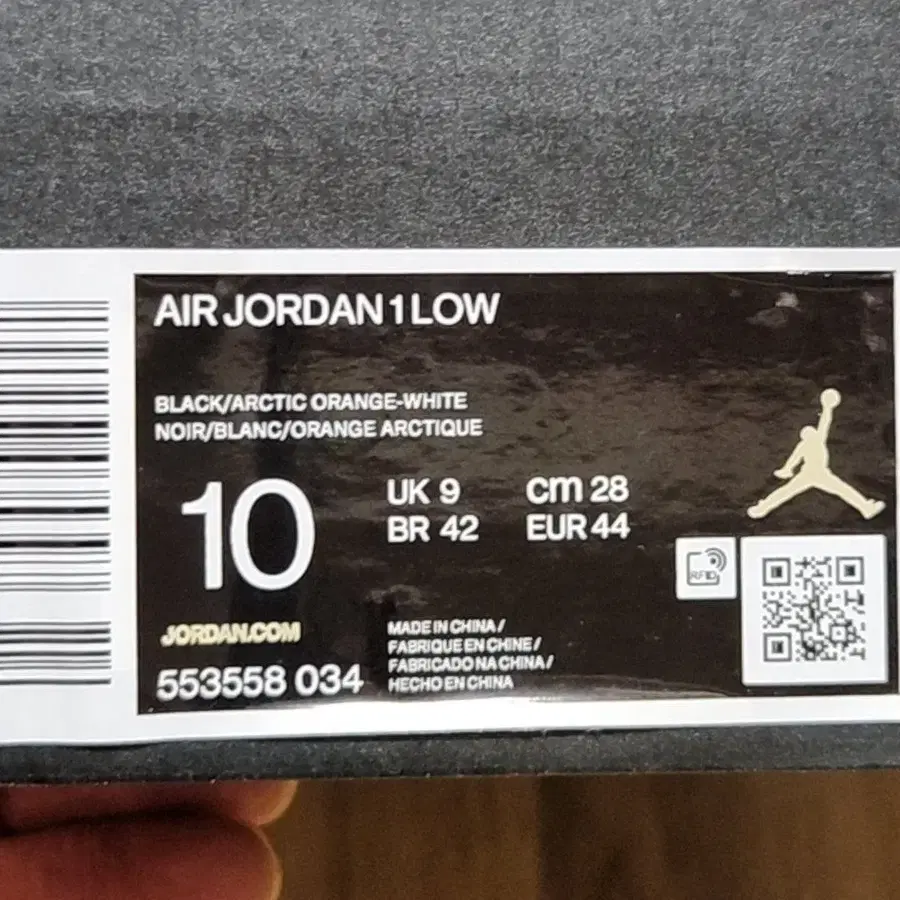 AIR JORDAN 1 LOW
BLACK/ARCTIC ORANGE-WHITE
NOIR/BLANC/ORANGE ARCTIQUE
10
UK 9 cm 28
BR 42 EUR 44
RFID
JORDAN.COM
553558 034
MADE IN CHINA /
FABRIQUE EN CHINE /
FABRICADO NA CHINA /
HECHO EN CHINA